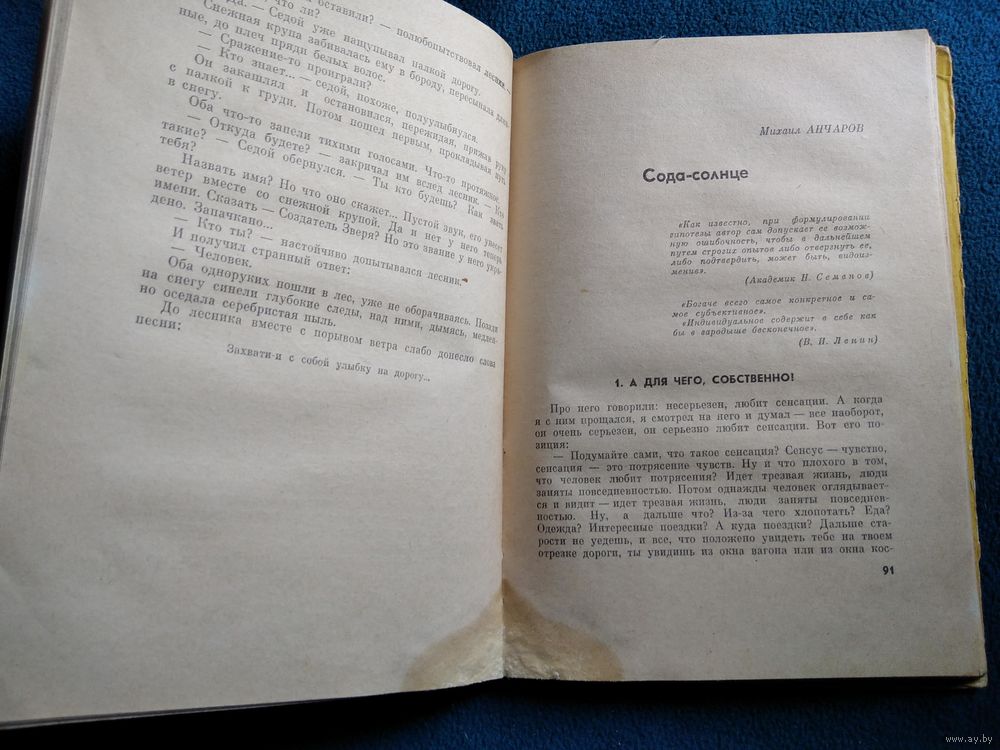 что ли?
оставили? — полюбопытствовал лесник. —
— Седой уже нащупывал палкой дорогу.
Снежная крупа забивалась ему в бороду, пересыпала длин-
ные, до плеч пряди белых волос.
— Сражение-то проиграли?
— Кто знает... — седой, похоже, полуулыбнулся.
Он закашлял и остановился, пережидая, прижав руку
с палкой к груди. Потом пошел первым, прокладывая путь
в снегу.
Оба что-то запели тихими голосами. Что-то протяжное.
— Откуда будете? — закричал им вслед лесник. — Кто
такие?
— Седой обернулся. — Ты кто будешь? Как звать
тебя?
Назвать имя? Но что оно скажет... Пустой звук, его унесет
ветер вместе со снежной крупой. Да и нет у него теперь
имени. Сказать — Создатель Зверя? Но это звание у него укра-
дено. Запачкано...
— Кто ты? — настойчиво допытывался лесник.
И получил странный ответ:
— Человек.
Оба одноруких пошли в лес, уже не оборачиваясь. Позади
на снегу синели глубокие следы, над ними, дымясь, медлен-
но оседала серебристая пыль.
До лесника вместе с порывом ветра слабо донесло слова
песни:
Захвати-и с собой улыбку на дорогу...
Михаил АНЧАРОВ
Сода-солнце
«Как известно, при формулировании
гипотезы автор сам допускает ее возмож-
ную ошибочность, чтобы в дальнейшем
путем строгих опытов либо отвергнуть ее,
либо подтвердить, может быть, видоиз-
менив».
(Академик Н. Семенов)
«Богаче всего самое конкретное и са-
мое субъективное».
«Индивидуальное содержит в себе как
бы в зародыше бесконечное».
(В. И. Ленин)
1. А ДЛЯ ЧЕГО, СОБСТВЕННО!
Про него говорили: несерьезен, любит сенсации. А когда
я с ним прощался, я смотрел на него и думал — все наоборот,
он очень серьезен, он серьезно любит сенсации. Вот его по-
зиция:
— Подумайте сами, что такое сенсация? Сенсус — чувство,
сенсация — это потрясение чувств. Ну и что плохого в том,
что человек любит потрясения? Идет трезвая жизнь, люди
заняты повседневностью. Потом однажды человек оглядывает-
ся и видит — идет трезвая жизнь, люди заняты повседнев-
ностью. Ну, а дальше что? Из-за чего хлопотать? Еда?
Одежда? Интересные поездки? А куда поездки? Дальше ста-
рости не уедешь, и все, что положено увидеть тебе на твоем
отрезке дороги, ты увидишь из окна вагона или из окна кос-
91
www.ay.by